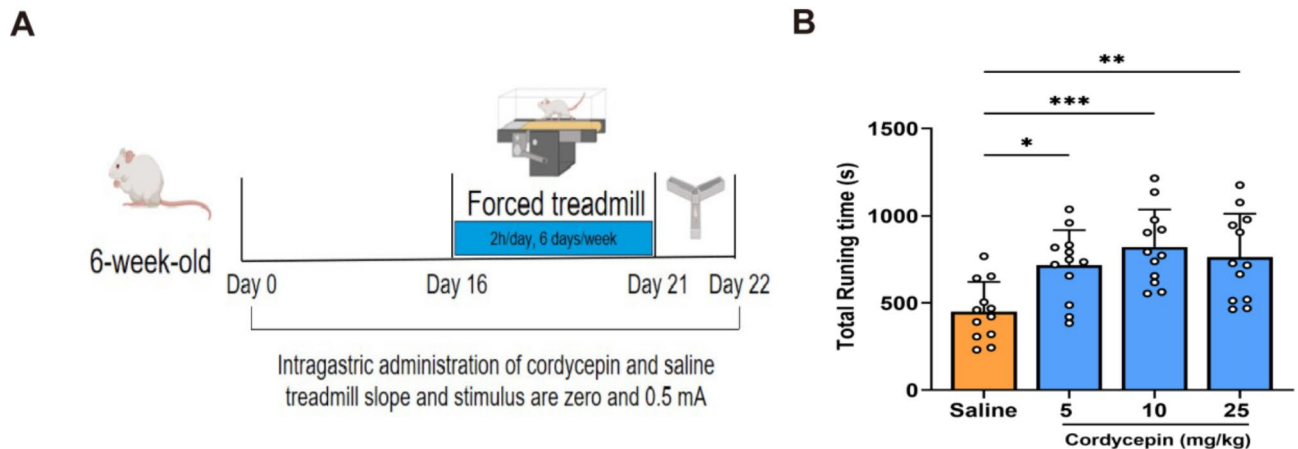 A
6-week-old
Forced treadmill
2h/day, 6 days/week
Day 0
Day 16
Day 21
Day 22
Intragastric administration of cordycepin and saline
treadmill slope and stimulus are zero and 0.5 mA
B
**
***
*
Total Runing time (s)
1500
1000
500
0
Saline
5
10
25
Cordycepin (mg/kg)